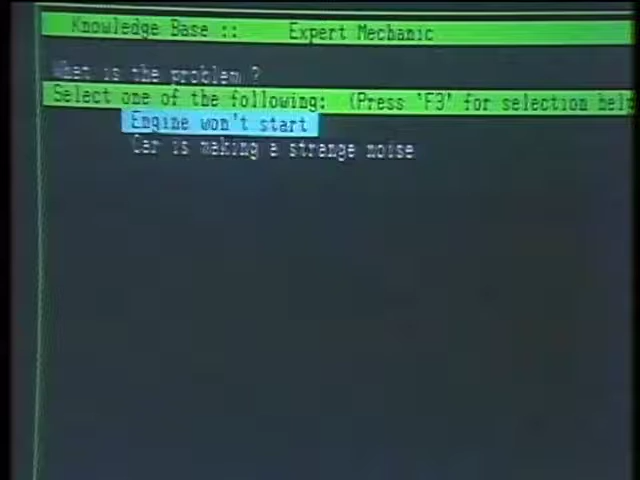 Knowledge Base :: Expert Mechanic
What is the problem ?
Select one of the following: (Press 'F3' for selection help
Engine won't start
Car is making a strange noise